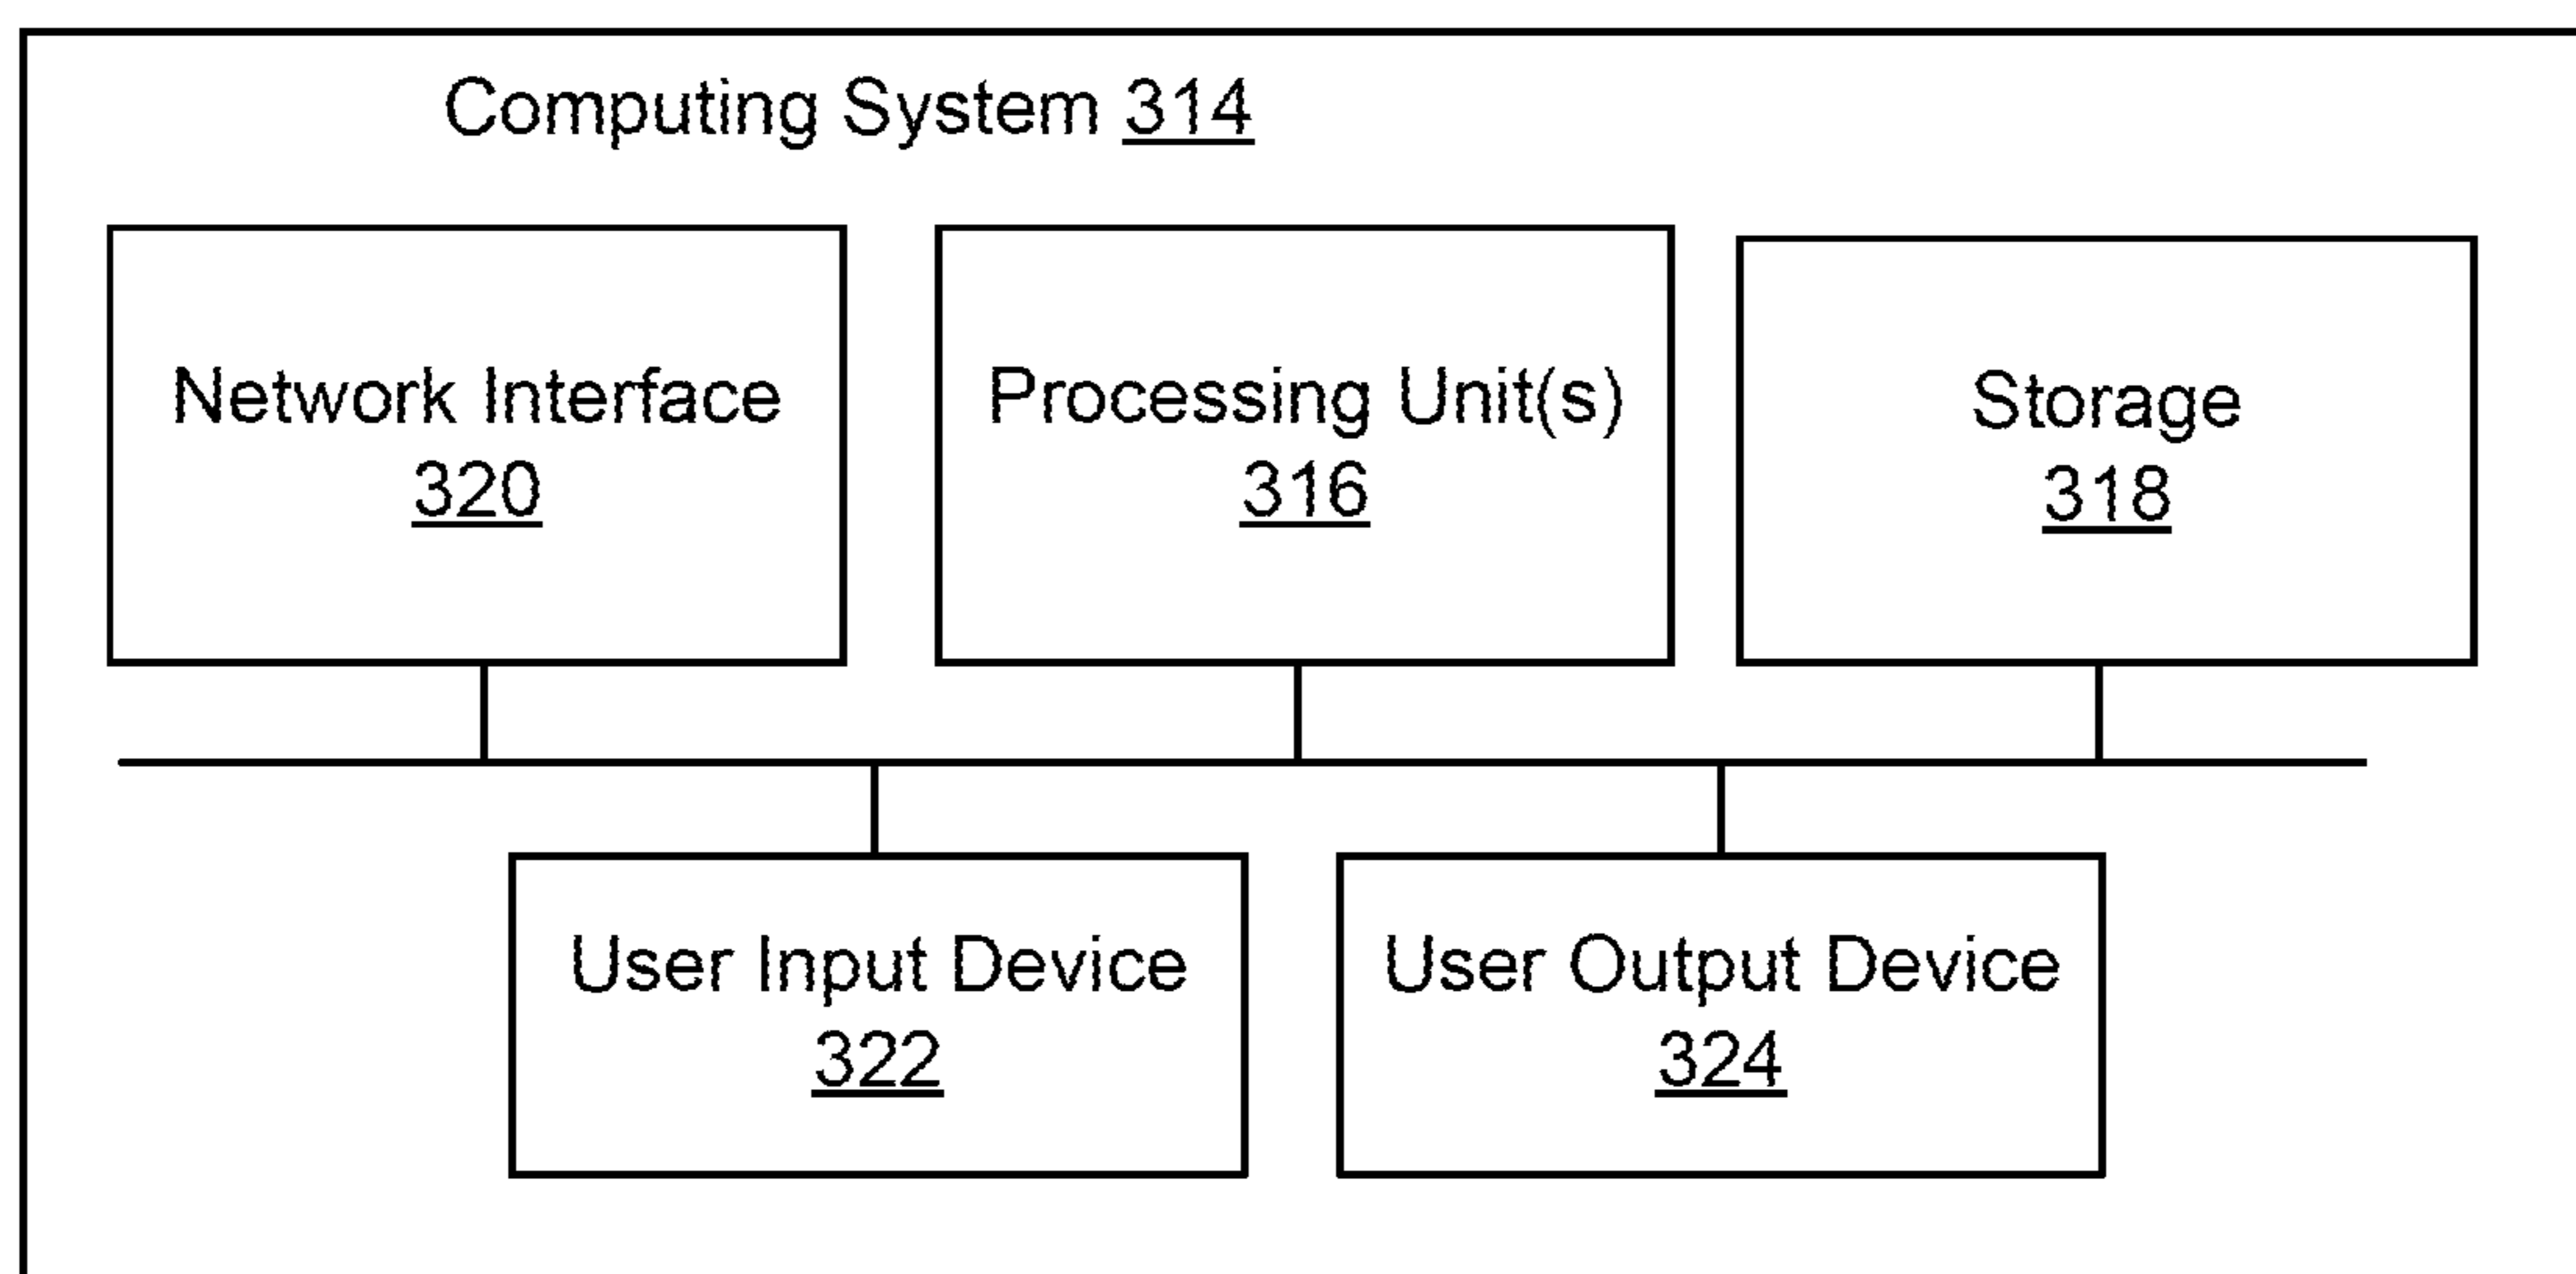 Computing System 314
Network Interface
320
Processing Unit(s)
316
Storage
318
User Input Device
322
User Output Device
324